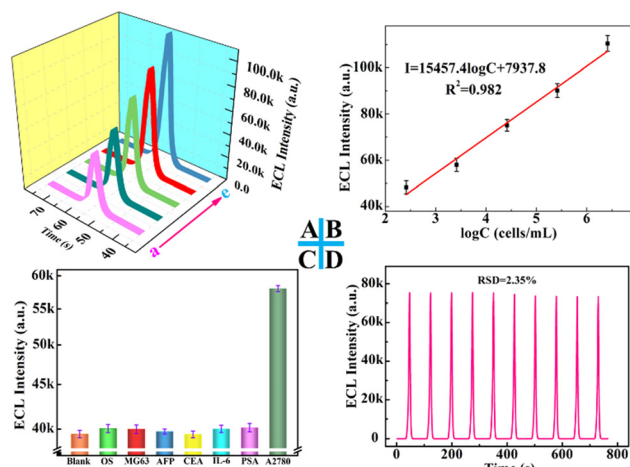 100.0k
80.0k
60.0k
40.0k
20.0k
0.0
ECL Intensity (a.u.)
70
60
50
40
Time (s)
a
e
100k
80k
60k
40k
ECL Intensity (a.u.)
I=15457.4logC+7937.8
R²=0.982
2 3 4 5 6
logC (cells/mL)
A B
C D
60k
55k
50k
45k
40k
ECL Intensity (a.u.)
Blank OS MG63 AFP CEA IL-6 PSA A2780
80k
60k
40k
20k
0
ECL Intensity (a.u.)
RSD=2.35%
0 200 400 600 800
Time (s)